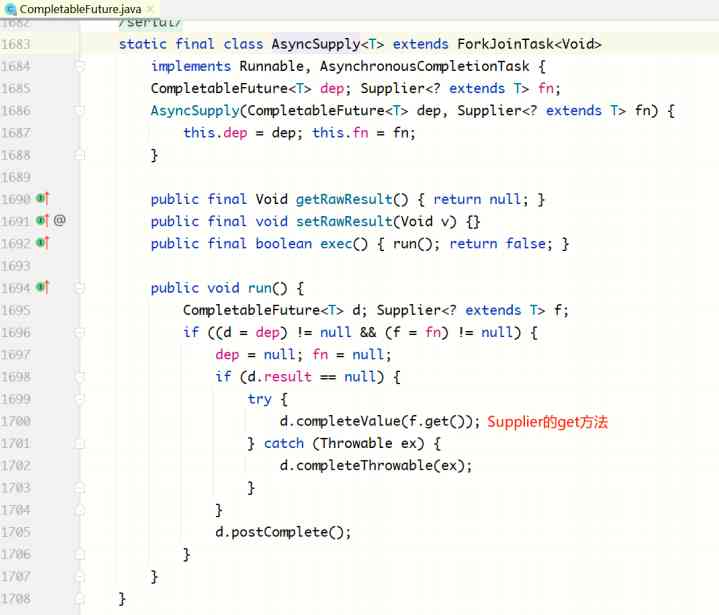 CompletableFuture.java
1682 /serial/
1683 static final class AsyncSupply<T> extends ForkJoinTask<Void>
1684 implements Runnable, AsynchronousCompletionTask {
1685 CompletableFuture<T> dep; Supplier<? extends T> fn;
1686 AsyncSupply(CompletableFuture<T> dep, Supplier<? extends T> fn) {
1687 this.dep = dep; this.fn = fn;
1688 }
1689
1690 public final Void getRawResult() { return null; }
1691 @ public final void setRawResult(Void v) {}
1692 public final boolean exec() { run(); return false; }
1693
1694 public void run() {
1695 CompletableFuture<T> d; Supplier<? extends T> f;
1696 if ((d = dep) != null && (f = fn) != null) {
1697 dep = null; fn = null;
1698 if (d.result == null) {
1699 try {
1700 d.completeValue(f.get()); Supplier的get方法
1701 } catch (Throwable ex) {
1702 d.completeThrowable(ex);
1703 }
1704 }
1705 d.postComplete();
1706 }
1707 }
1708 }